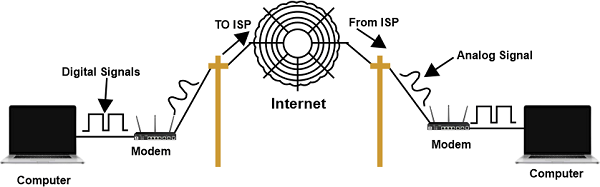 TO ISP
From ISP
Digital Signals
Analog Signal
Internet
Modem
Modem
Computer
Computer